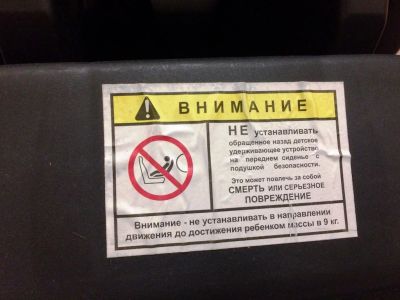 ВНИМАНИЕ
НЕ устанавливать
обращенное назад детское
удерживающее устройство
на переднем сиденье с
подушкой безопасности.
Это может повлечь за собой
СМЕРТЬ ИЛИ СЕРЬЕЗНОЕ
ПОВРЕЖДЕНИЕ
Внимание - не устанавливать в направлении
движения до достижения ребенком массы в 9 кг.